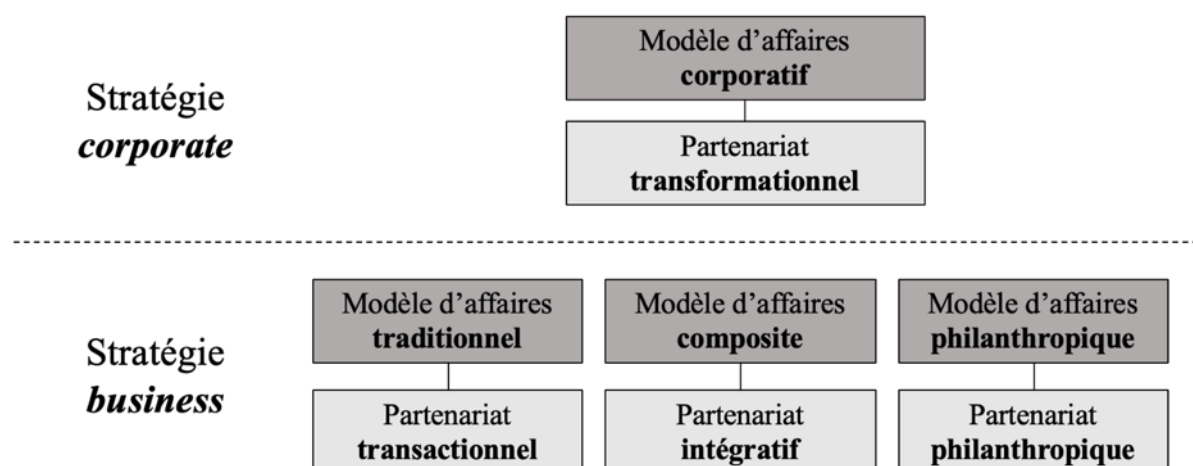 Modèle d'affaires
corporatif
Stratégie
corporate
Partenariat
transformationnel
Modèle d'affaires
traditionnel
Modèle d'affaires
composite
Modèle d'affaires
philanthropique
Stratégie
business
Partenariat
transactionnel
Partenariat
intégratif
Partenariat
philanthropique